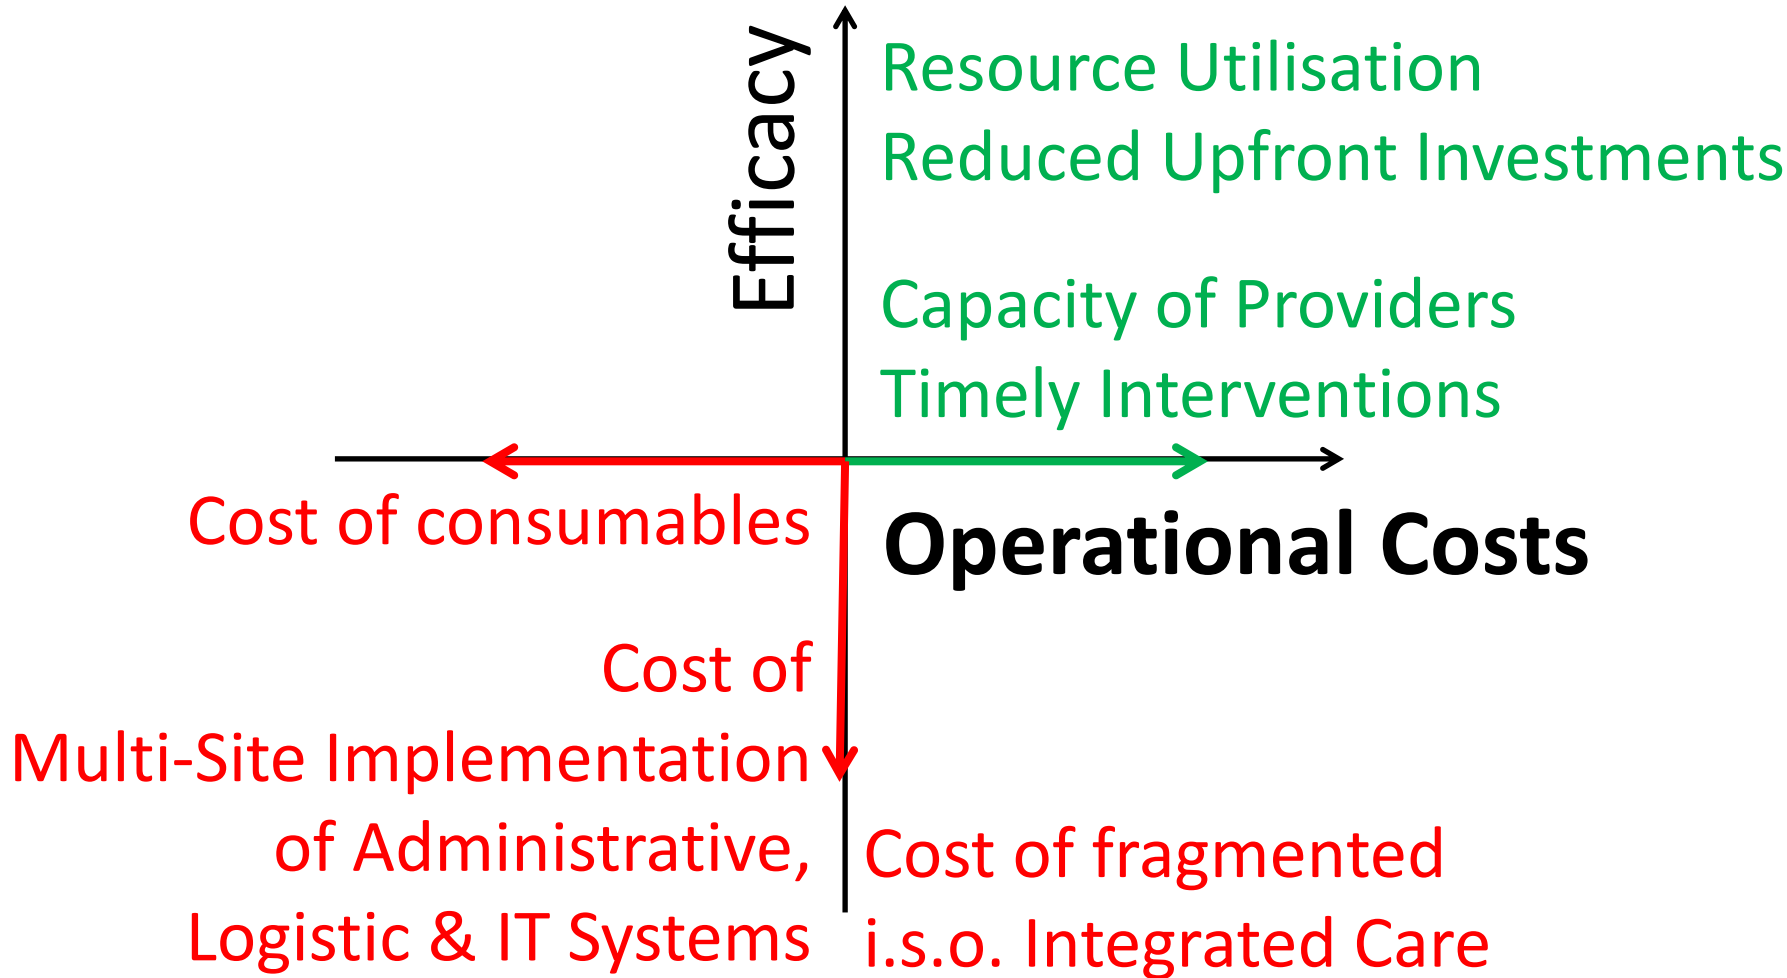 Efficacy
Resource Utilisation
Reduced Upfront Investments
Capacity of Providers
Timely Interventions
Operational Costs
Cost of consumables
Cost of
Multi-Site Implementation
of Administrative,
Logistic & IT Systems
Cost of fragmented
i.s.o. Integrated Care